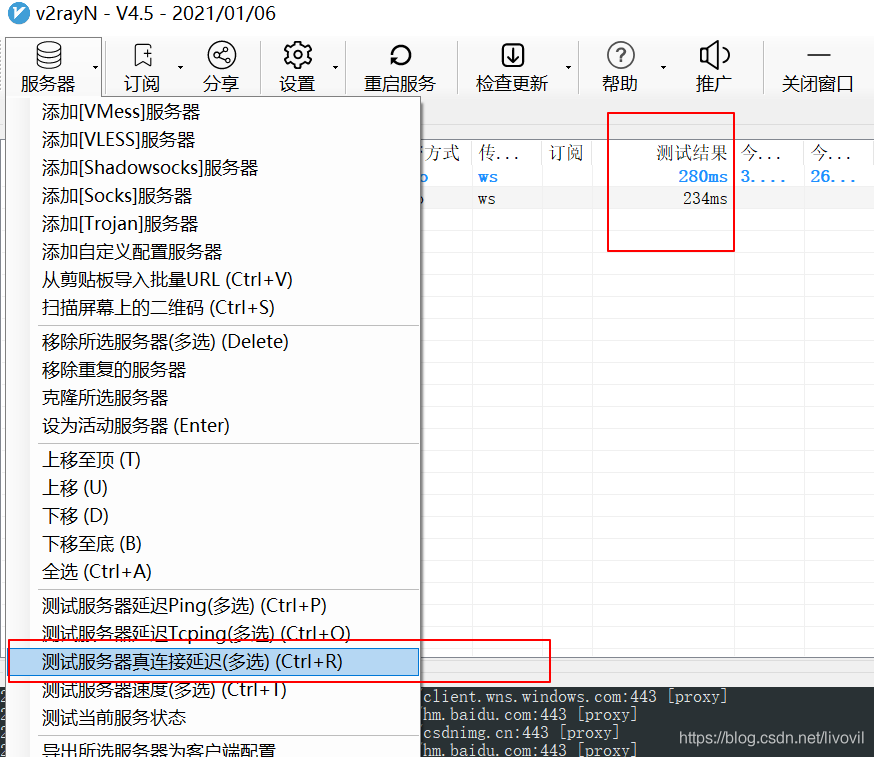 v2rayN - V4.5 - 2021/01/06
服务器 订阅 分享 设置 重启服务 检查更新 帮助 推广 关闭窗口
添加[VMess]服务器
添加[VLESS]服务器
添加[Shadowsocks]服务器
添加[Socks]服务器
添加[Trojan]服务器
添加自定义配置服务器
从剪贴板导入批量URL (Ctrl+V)
扫描屏幕上的二维码 (Ctrl+S)
移除所选服务器(多选) (Delete)
移除重复的服务器
克隆所选服务器
设为活动服务器 (Enter)
上移至顶 (T)
上移 (U)
下移 (D)
下移至底 (B)
全选 (Ctrl+A)
测试服务器延迟Ping(多选) (Ctrl+P)
测试服务器延迟Tcping(多选) (Ctrl+O)
测试服务器真连接延迟(多选) (Ctrl+R)
测试服务器速度(多选) (Ctrl+T)
测试当前服务状态
导出所选服务器为客户端配置
方式 传... 订阅 测试结果 今... 今...
ws 280ms 3.... 26...
ws 234ms
client.wns.windows.com:443 [proxy]
hm.baidu.com:443 [proxy]
csdnimg.cn:443 [proxy]
hm.baidu.com:443 [proxy]
https://blog.csdn.net/livovil